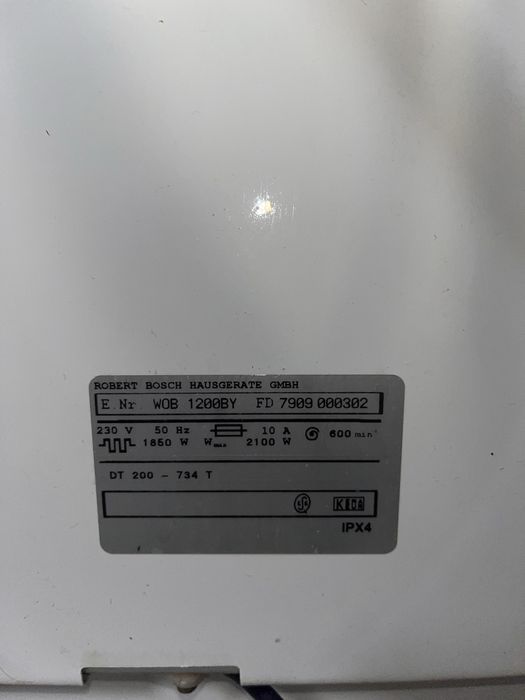 ROBERT BOSCH HAUSGERATE GMBH
E.Nr WOB 1200BY FD 7909 000302
230 V 50 Hz 10 A 600 min⁻
1850 W Wmax 2100 W
DT 200 - 734 T
IPX4